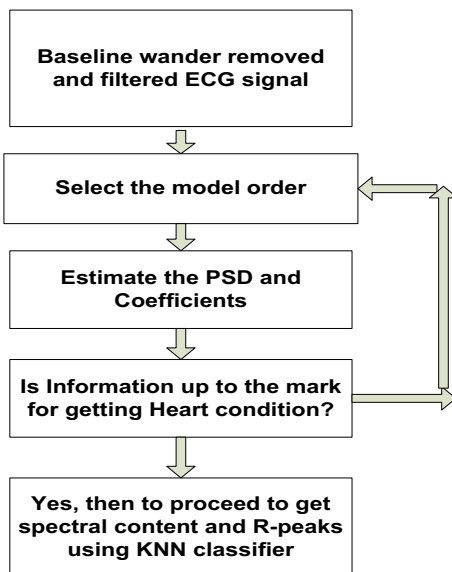 Baseline wander removed
and filtered ECG signal
Select the model order
Estimate the PSD and
Coefficients
Is Information up to the mark
for getting Heart condition?
Yes, then to proceed to get
spectral content and R-peaks
using KNN classifier